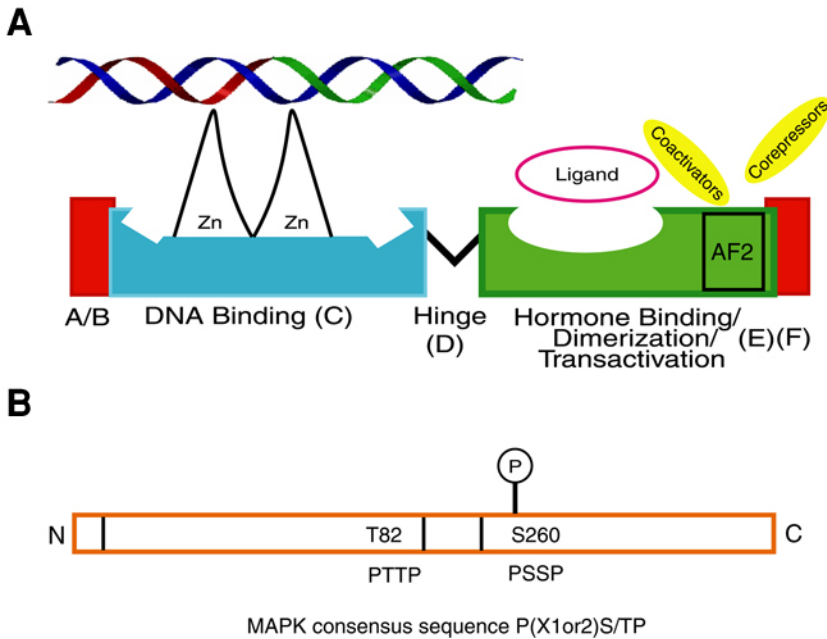 A
Coactivators
Corepressors
Ligand
Zn
Zn
AF2
A/B
DNA Binding (C)
Hinge
(D)
Hormone Binding/
Dimerization/
Transactivation
(E)(F)
B
P
N
T82
S260
C
PTTP
PSSP
MAPK consensus sequence P(X1or2)S/TP